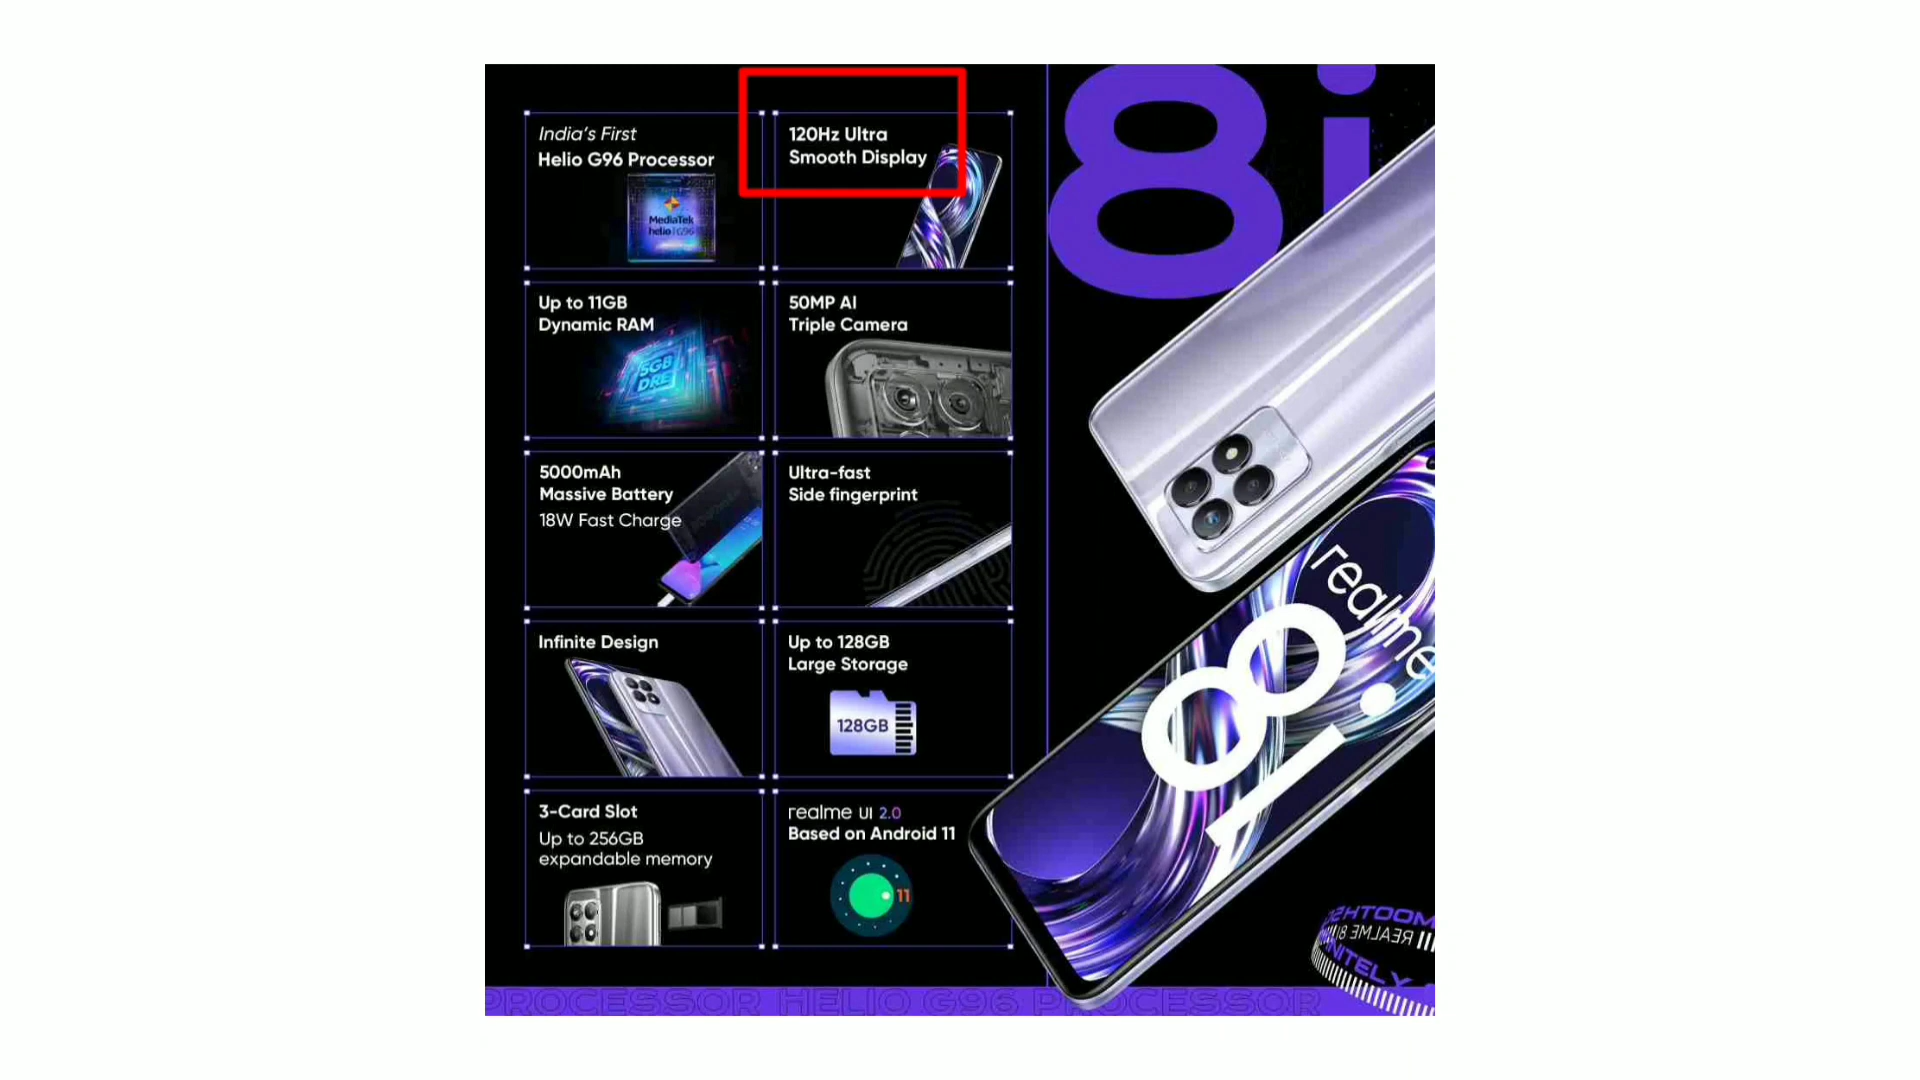 India's First
Helio G96 Processor
MediaTek
helio G96
120Hz Ultra
Smooth Display
Up to 11GB
Dynamic RAM
5GB
DRE
50MP AI
Triple Camera
5000mAh
Massive Battery
18W Fast Charge
Ultra-fast
Side fingerprint
Infinite Design
Up to 128GB
Large Storage
128GB
3-Card Slot
Up to 256GB
expandable memory
realme UI 2.0
Based on Android 11
11
8i
realme
8i
REALME 8i
PROCESSOR HELIO G96 PROCESSOR